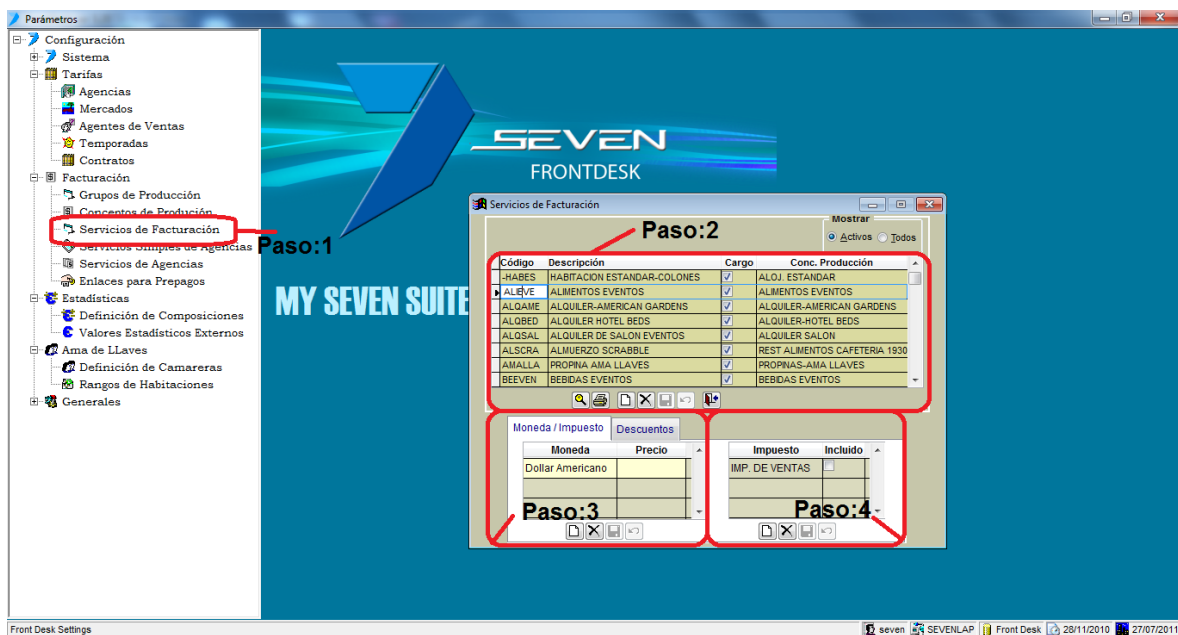 Parámetros
Configuración
Sistema
Tarifas
Agencias
Mercados
Agentes de Ventas
Temporadas
Contratos
Facturación
Grupos de Producción
Conceptos de Produción
Servicios de Facturación
Servicios Simples de Agencias
Servicios de Agencias
Enlaces para Prepagos
Estadísticas
Definición de Composiciones
Valores Estadísticos Externos
Ama de LLaves
Definición de Camareras
Rangos de Habitaciones
Generales
Paso:1
SEVEN
FRONTDESK
MY SEVEN SUITE
Servicios de Facturación
Paso:2
Mostrar
Activos Todos
Código Descripción Cargo Conc. Producción
-HABES HABITACION ESTANDAR-COLONES ALOJ. ESTANDAR
ALIEVE ALIMENTOS EVENTOS ALIMENTOS EVENTOS
ALQAME ALQUILER-AMERICAN GARDENS ALQUILER-AMERICAN GARDENS
ALQBED ALQUILER HOTEL BEDS ALQUILER-HOTEL BEDS
ALQSAL ALQUILER DE SALON EVENTOS ALQUILER SALON
ALSCRA ALMUERZO SCRABBLE REST ALIMENTOS CAFETERIA 1930
AMALLA PROPINA AMA LLAVES PROPINAS-AMA LLAVES
BEEVEN BEBIDAS EVENTOS BEBIDAS EVENTOS
Moneda / Impuesto Descuentos
Moneda Precio
Dollar Americano
Paso:3
Impuesto Incluido
IMP. DE VENTAS
Paso:4
Front Desk Settings
seven SEVENLAP Front Desk 28/11/2010 27/07/2011